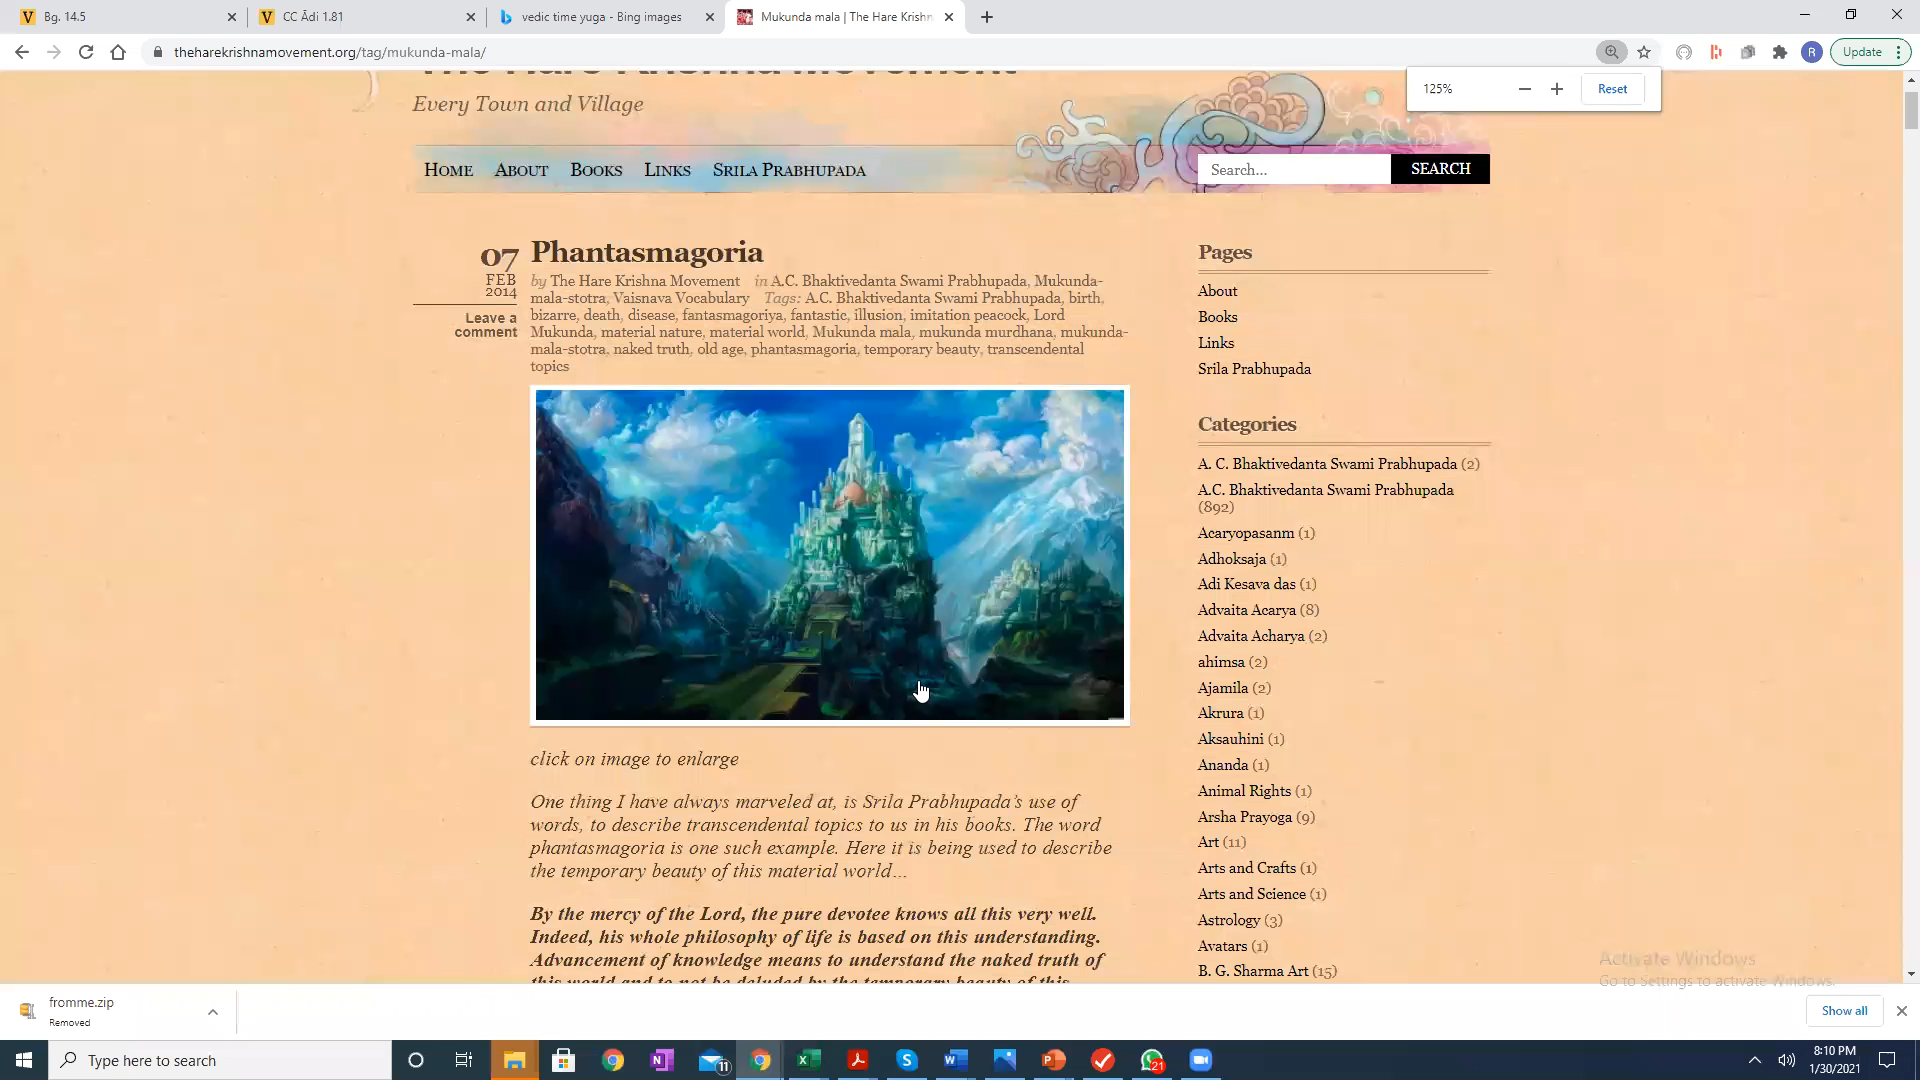 Bg. 14.5
CC Ādi 1.81
vedic time yuga - Bing images
Mukunda mala | The Hare Krishn
theharekrishnamovement.org/tag/mukunda-mala/
R
Update
125%
Reset
The Hare Krishna Movement
Every Town and Village
HOME ABOUT BOOKS LINKS SRILA PRABHUPADA
Search...
SEARCH
07
FEB
2014
Leave a
comment
Phantasmagoria
by The Hare Krishna Movement in A.C. Bhaktivedanta Swami Prabhupada, Mukunda-
mala-stotra, Vaisnava Vocabulary Tags: A.C. Bhaktivedanta Swami Prabhupada, birth,
bizarre, death, disease, fantasmagoriya, fantastic, illusion, imitation peacock, Lord
Mukunda, material nature, material world, Mukunda mala, mukunda murdhana, mukunda-
mala-stotra, naked truth, old age, phantasmagoria, temporary beauty, transcendental
topics
click on image to enlarge
One thing I have always marveled at, is Srila Prabhupada's use of
words, to describe transcendental topics to us in his books. The word
phantasmagoria is one such example. Here it is being used to describe
the temporary beauty of this material world…
By the mercy of the Lord, the pure devotee knows all this very well.
Indeed, his whole philosophy of life is based on this understanding.
Advancement of knowledge means to understand the naked truth of
this world and to not be deluded by the temporary beauty of this
Pages
About
Books
Links
Srila Prabhupada
Categories
A. C. Bhaktivedanta Swami Prabhupada (2)
A.C. Bhaktivedanta Swami Prabhupada
(892)
Acaryopasanm (1)
Adhoksaja (1)
Adi Kesava das (1)
Advaita Acarya (8)
Advaita Acharya (2)
ahimsa (2)
Ajamila (2)
Akrura (1)
Aksauhini (1)
Ananda (1)
Animal Rights (1)
Arsha Prayoga (9)
Art (11)
Arts and Crafts (1)
Arts and Science (1)
Astrology (3)
Avatars (1)
B. G. Sharma Art (15)
Activate Windows
Go to Settings to activate Windows.
fromme.zip
Removed
Show all
Type here to search
11
21
8:10 PM
1/30/2021